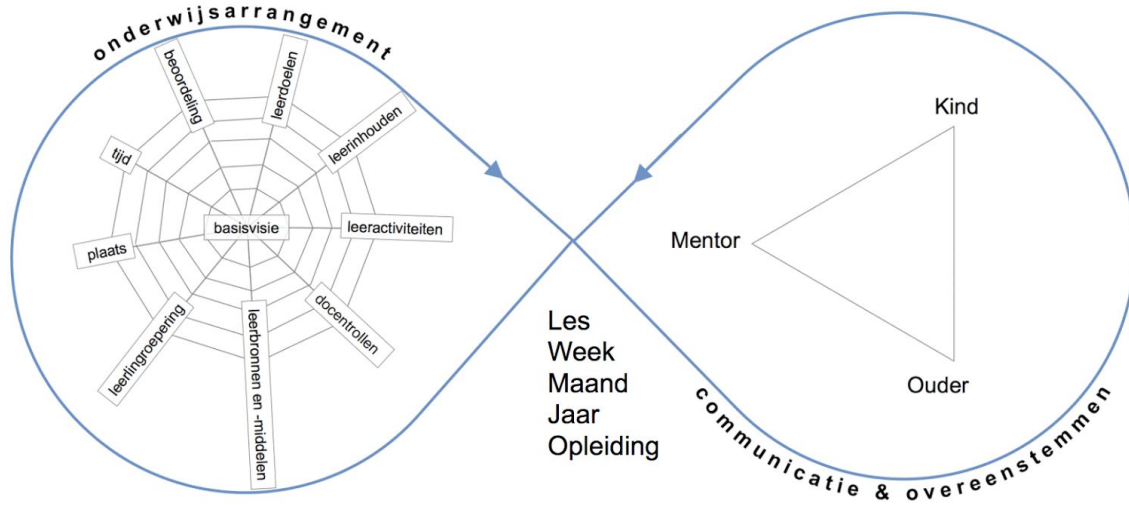 onderwijsarrangement
beoordeling
leerdoelen
leerinhouden
tijd
basisvisie
leeractiviteiten
plaats
docentrollen
leerlingroepering
leerbronnen en -middelen
Kind
Mentor
Ouder
Les
Week
Maand
Jaar
Opleiding
communicatie & overeenstemmen